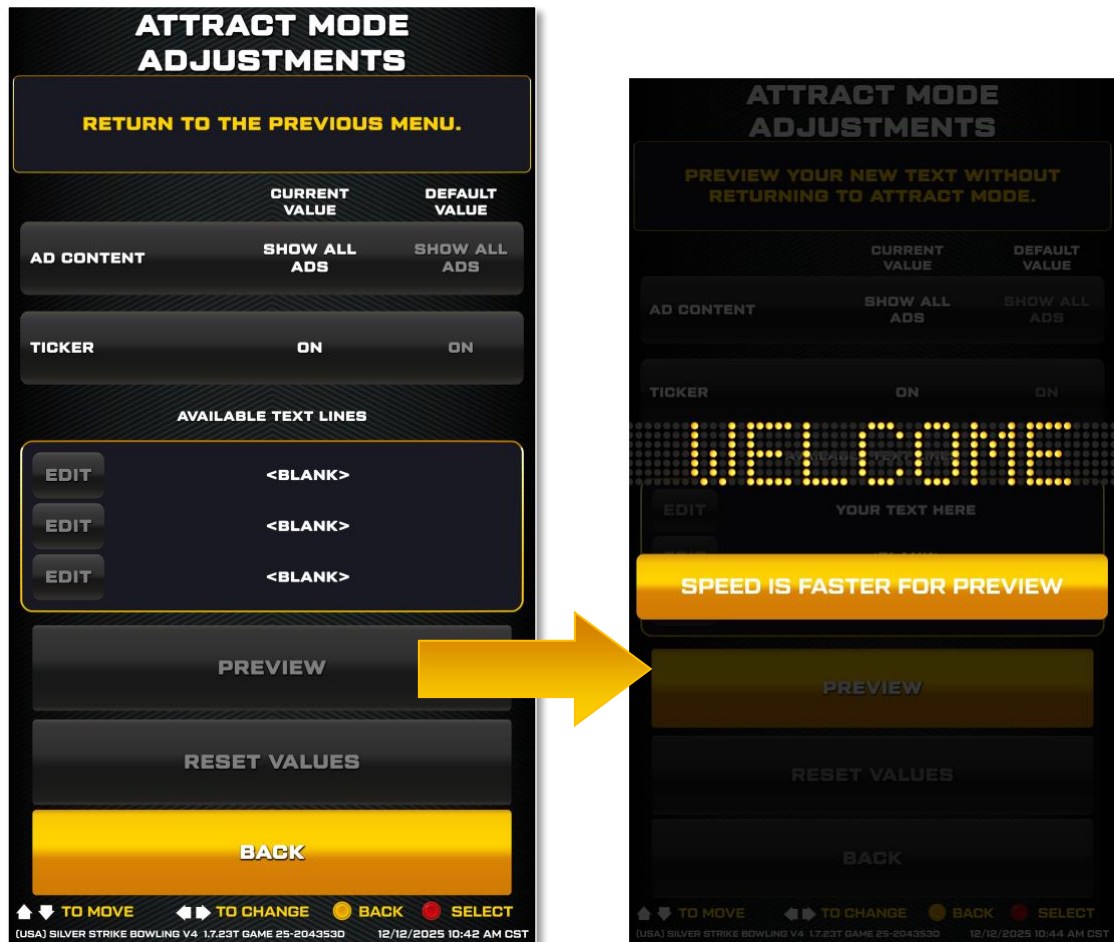 ATTRACT MODE
ADJUSTMENTS
RETURN TO THE PREVIOUS MENU.
CURRENT VALUE DEFAULT VALUE
AD CONTENT SHOW ALL ADS SHOW ALL ADS
TICKER ON ON
AVAILABLE TEXT LINES
EDIT <BLANK>
EDIT <BLANK>
EDIT <BLANK>
PREVIEW
RESET VALUES
BACK
TO MOVE TO CHANGE BACK SELECT
(USA) SILVER STRIKE BOWLING V4 1.7.23T GAME 25-2043530 12/12/2025 10:42 AM CST
ATTRACT MODE
ADJUSTMENTS
PREVIEW YOUR NEW TEXT WITHOUT
RETURNING TO ATTRACT MODE.
CURRENT VALUE DEFAULT VALUE
AD CONTENT SHOW ALL ADS SHOW ALL ADS
TICKER ON ON
WELCOME
EDIT YOUR TEXT HERE
SPEED IS FASTER FOR PREVIEW
PREVIEW
RESET VALUES
BACK
TO MOVE TO CHANGE BACK SELECT
(USA) SILVER STRIKE BOWLING V4 1.7.23T GAME 25-2043530 12/12/2025 10:44 AM CST